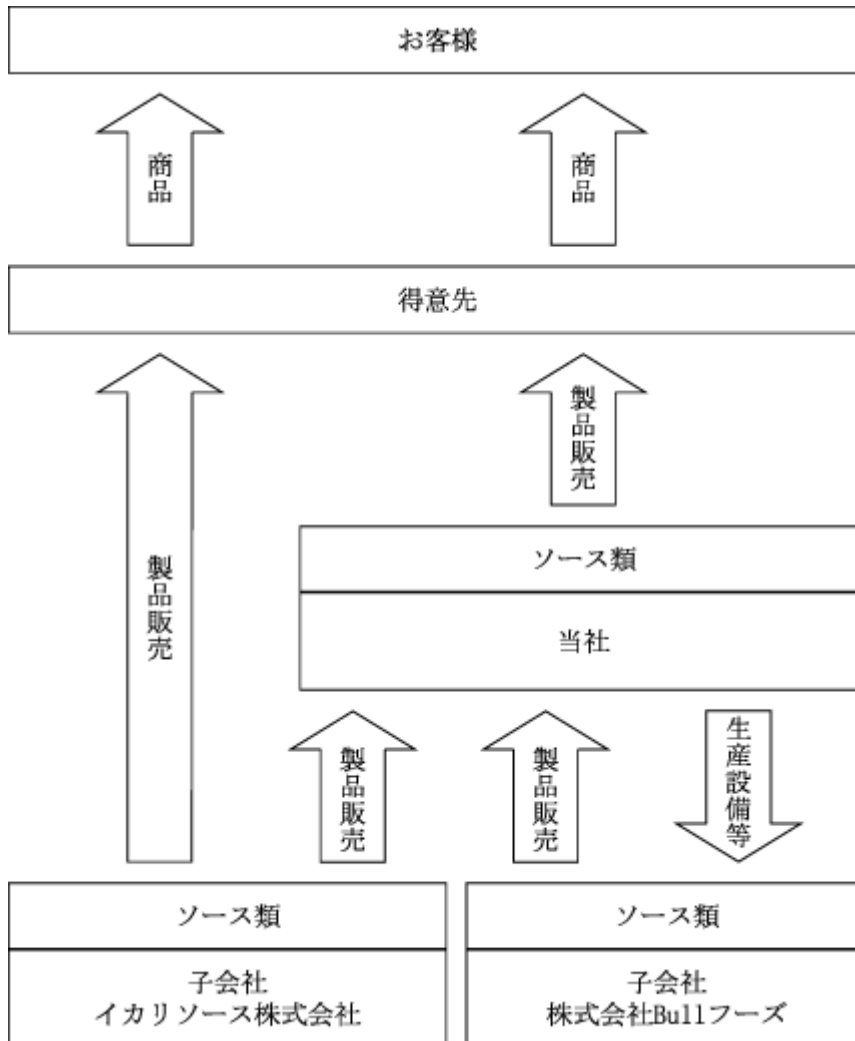 お客様
商品
商品
得意先
製品販売
製品販売
ソース類
当社
製品販売
製品販売
生産設備等
ソース類
子会社
イカリソース株式会社
ソース類
子会社
株式会社Bullフーズ